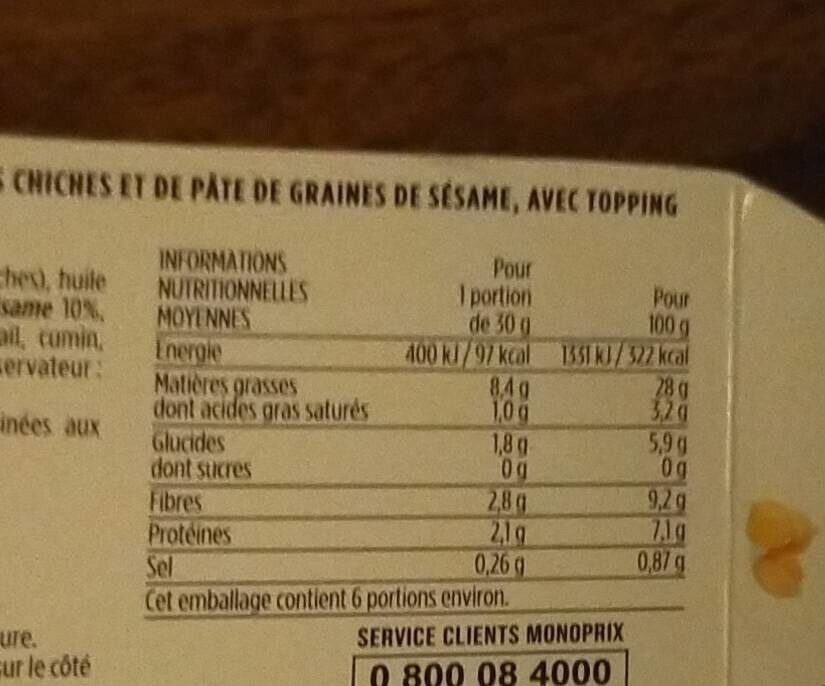 CHICHES ET DE PÂTE DE GRAINES DE SÉSAME, AVEC TOPPING
huile
10%,
ail, cumin,
inées aux
INFORMATIONS
NUTRITIONNELLES
MOYENNES
Pour
1 portion
de 30 g
Pour
100 g
Énergie 400 kJ / 97 kcal 1331 kJ / 322 kcal
Matières grasses 8,4 g 28 g
dont acides gras saturés 1,0 g 3,2 g
Glucides 1,8 g 5,9 g
dont sucres 0 g 0 g
Fibres 2,8 g 9,2 g
Protéines 2,1 g 7,1 g
Sel 0,26 g 0,87 g
Cet emballage contient 6 portions environ.
ure.
sur le côté
SERVICE CLIENTS MONOPRIX
0 800 08 4000